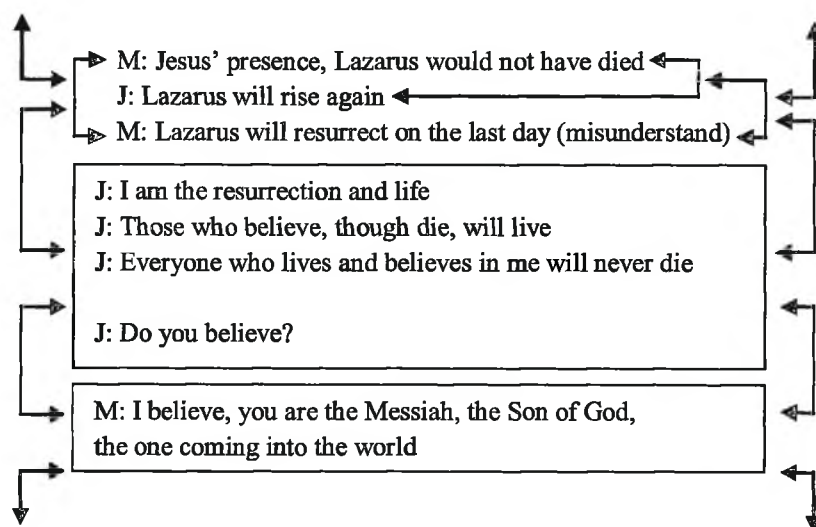 M: Jesus’ presence, Lazarus would not have died
J: Lazarus will rise again
M: Lazarus will resurrect on the last day (misunderstand)
J: I am the resurrection and life
J: Those who believe, though die, will live
J: Everyone who lives and believes in me will never die
J: Do you believe?
M: I believe, you are the Messiah, the Son of God,
the one coming into the world